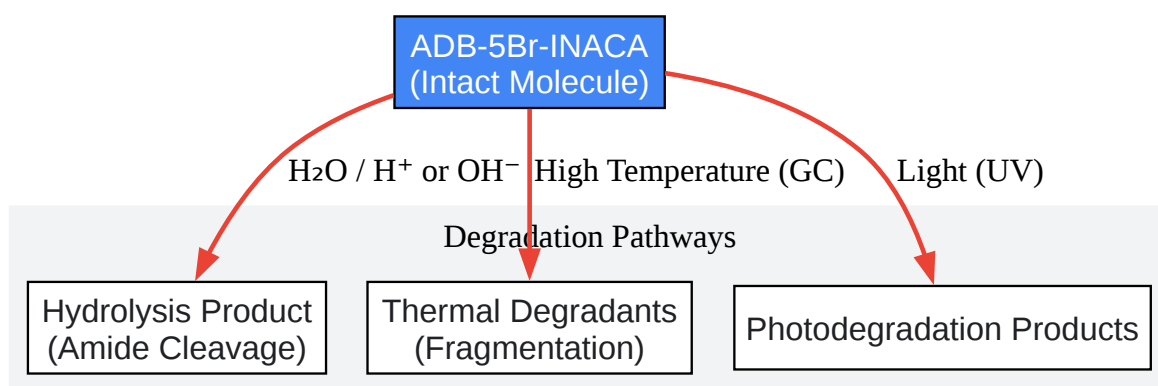 ADB-5Br-INACA
(Intact Molecule)
H₂O / H⁺ or OH⁻
High Temperature (GC)
Light (UV)
Degradation Pathways
Hydrolysis Product
(Amide Cleavage)
Thermal Degradants
(Fragmentation)
Photodegradation Products